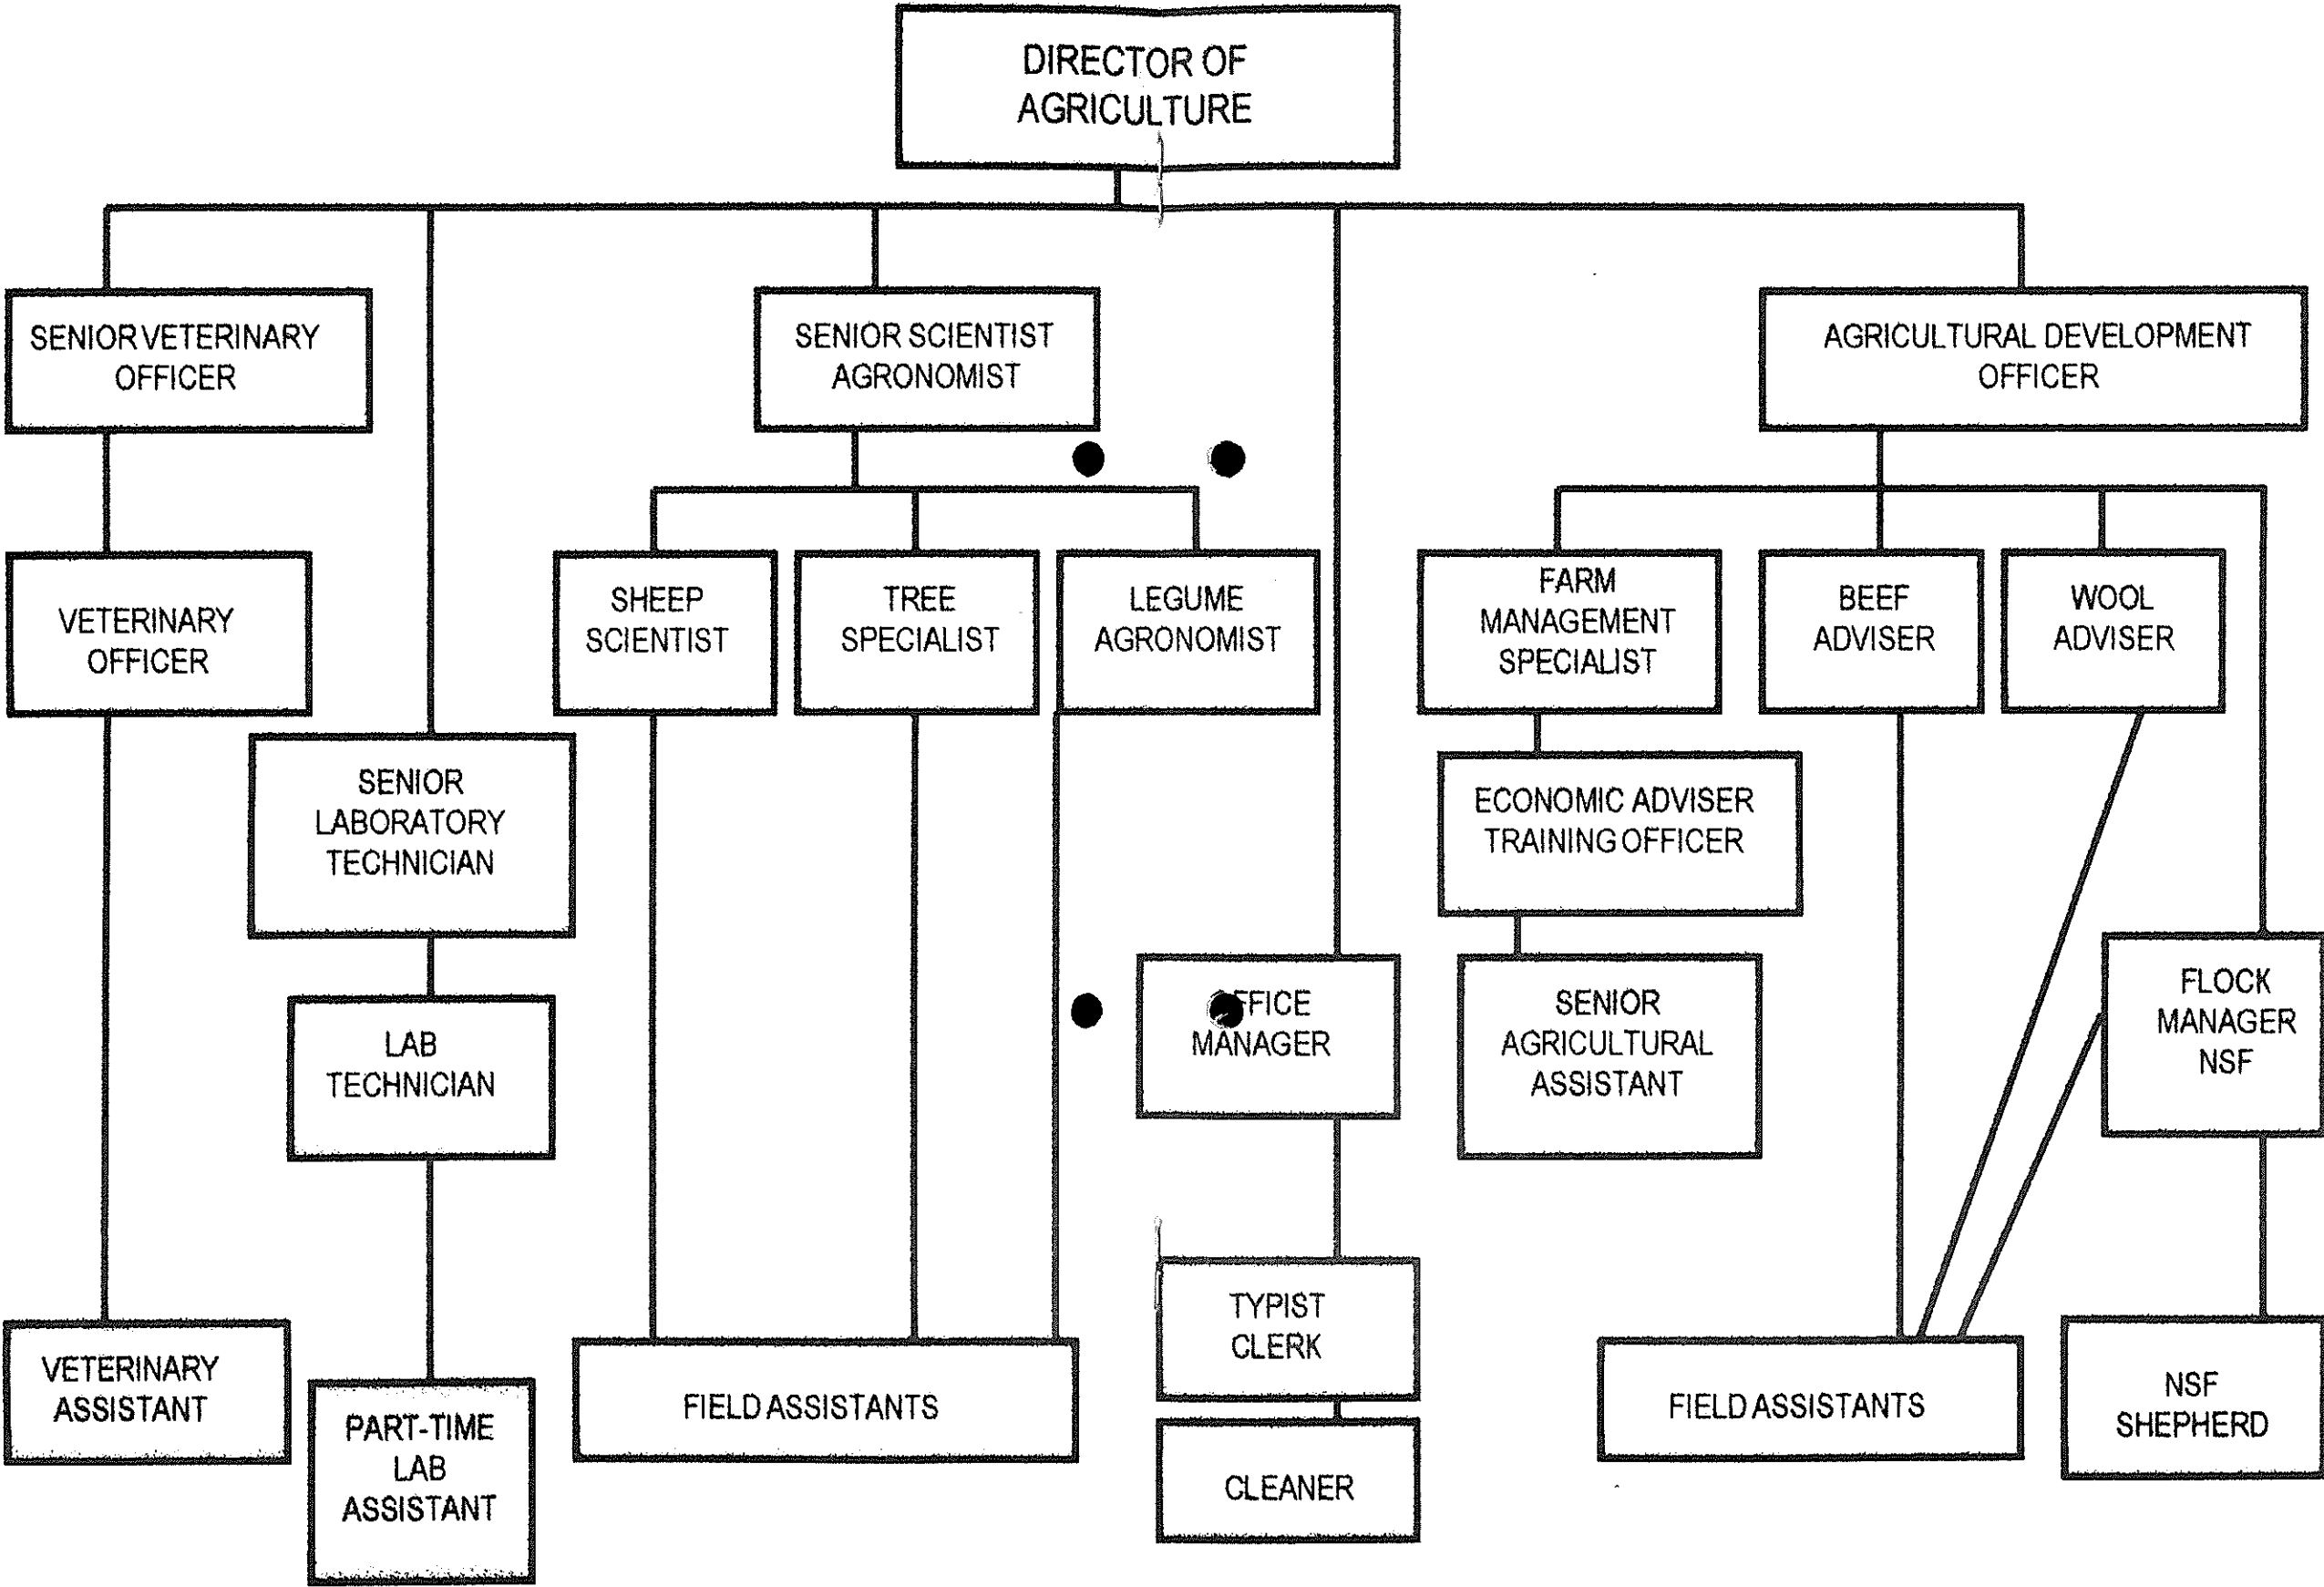 DIRECTOR OF
AGRICULTURE
SENIOR VETERINARY
OFFICER
SENIOR SCIENTIST
AGRONOMIST
AGRICULTURAL DEVELOPMENT
OFFICER
VETERINARY
OFFICER
SHEEP
SCIENTIST
TREE
SPECIALIST
LEGUME
AGRONOMIST
FARM
MANAGEMENT
SPECIALIST
BEEF
ADVISER
WOOL
ADVISER
SENIOR
LABORATORY
TECHNICIAN
ECONOMIC ADVISER
TRAINING OFFICER
LAB
TECHNICIAN
OFFICE
MANAGER
SENIOR
AGRICULTURAL
ASSISTANT
FLOCK
MANAGER
NSF
VETERINARY
ASSISTANT
PART-TIME
LAB
ASSISTANT
FIELD ASSISTANTS
TYPIST
CLERK
CLEANER
FIELD ASSISTANTS
NSF
SHEPHERD